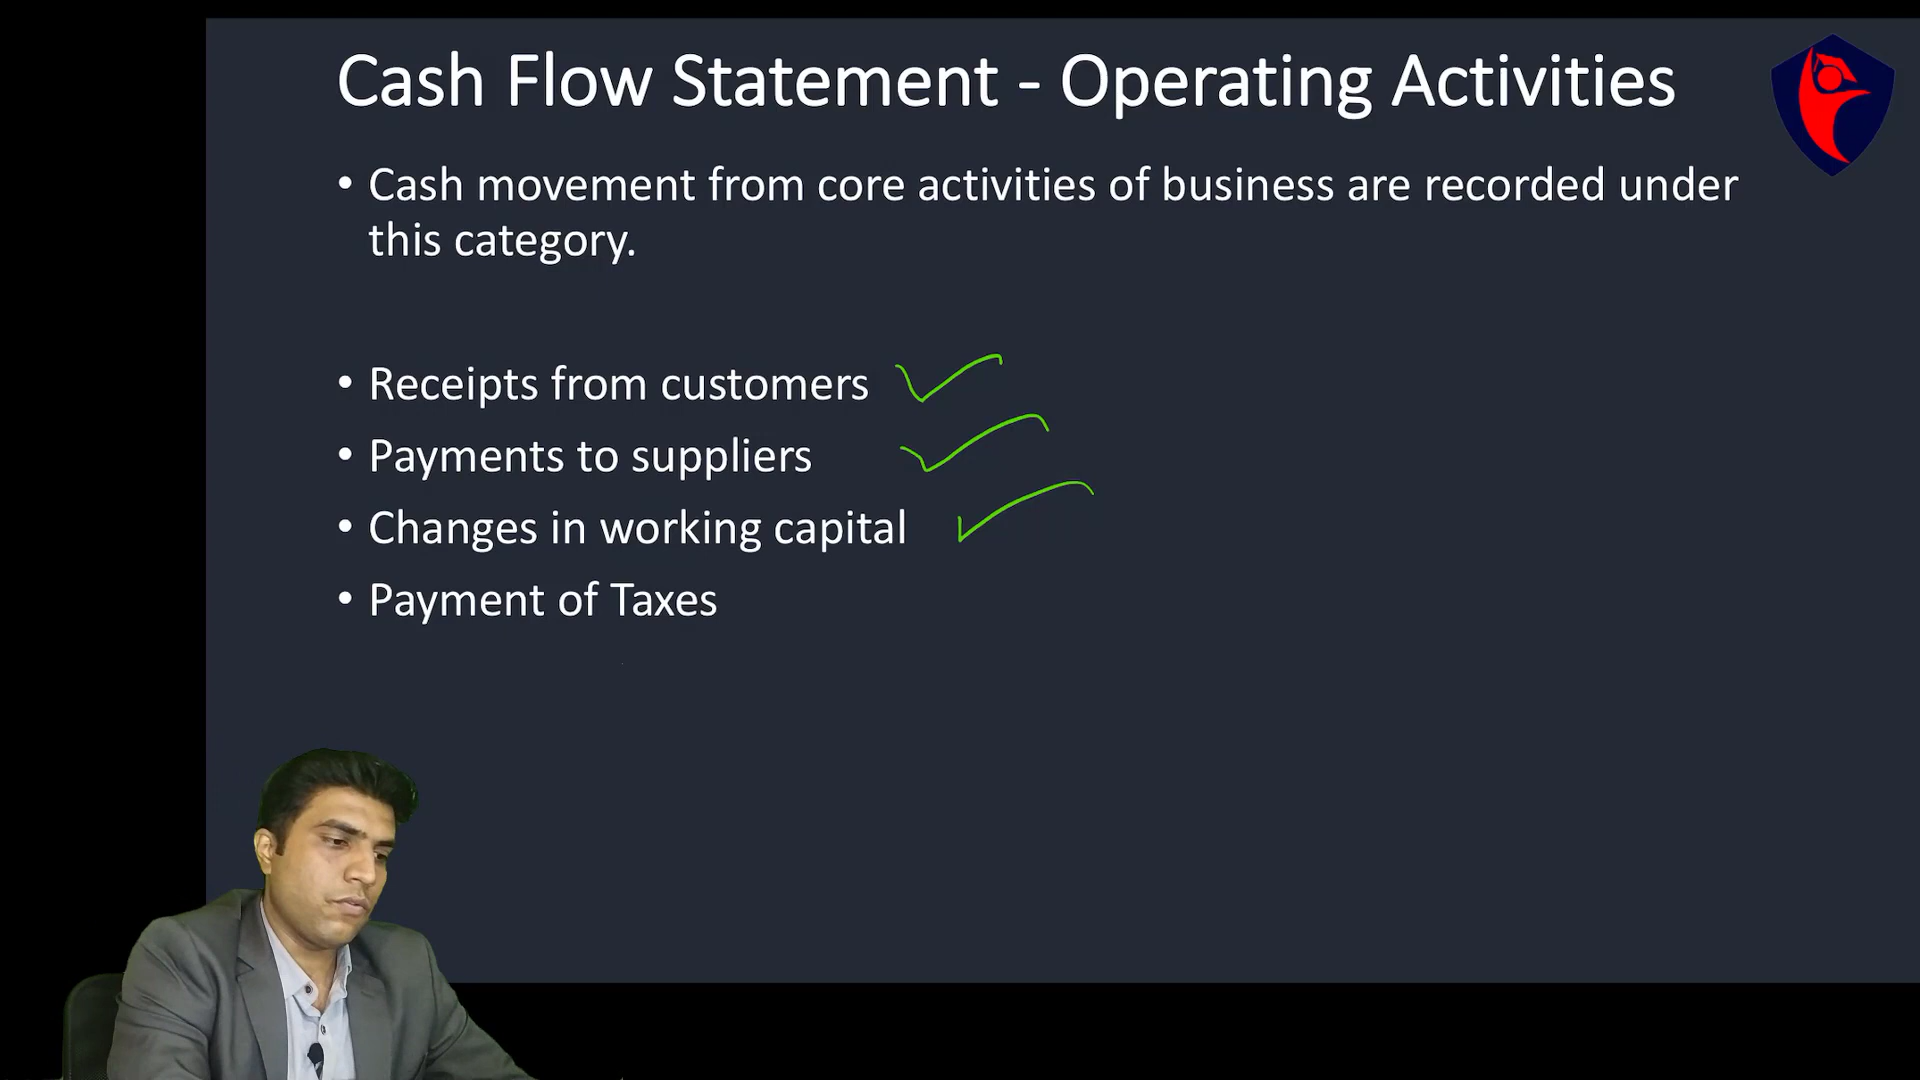 Cash Flow Statement - Operating Activities
• Cash movement from core activities of business are recorded under
this category.
• Receipts from customers
• Payments to suppliers
• Changes in working capital
• Payment of Taxes